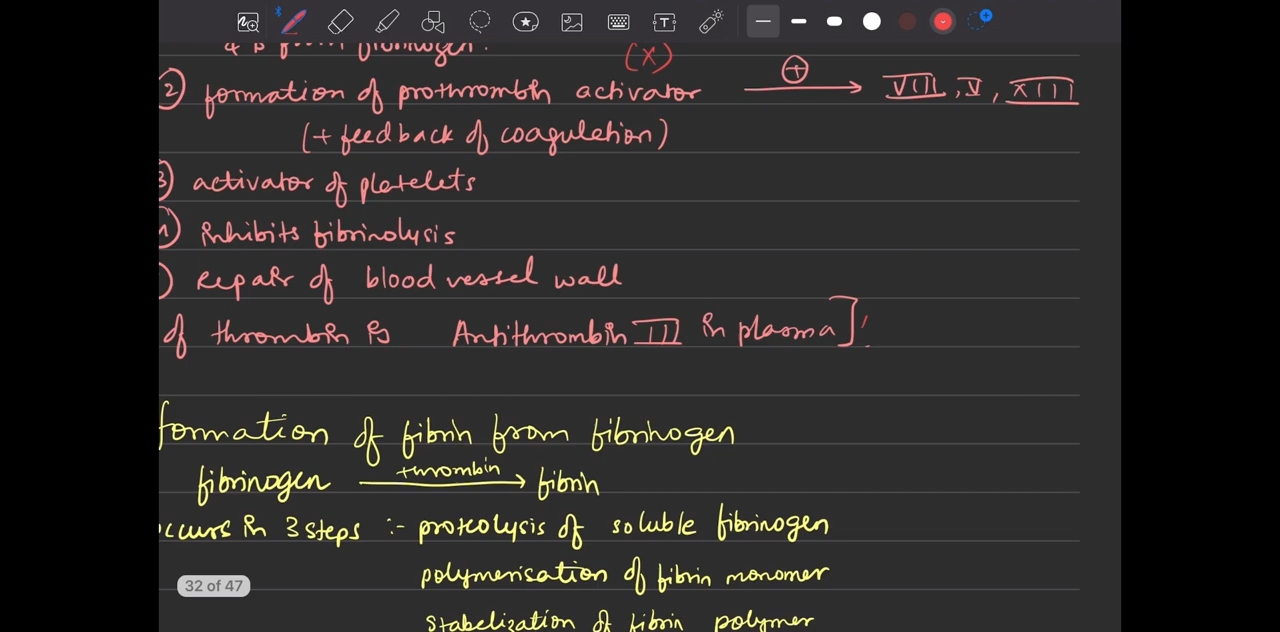 (X)
② formation of prothrombin activator ⊕ → VIII, V, XIII
(+ feedback of coagulation)
3) activator of platelets
inhibits fibrinolysis
) repair of blood vessel wall
of thrombin is Antithrombin III in plasma]
formation of fibrin from fibrinogen
fibrinogen thrombin → fibrin
occurs in 3 steps :- proteolysis of soluble fibrinogen
polymerisation of fibrin monomer
32 of 47
stabelization of fibrin polymer